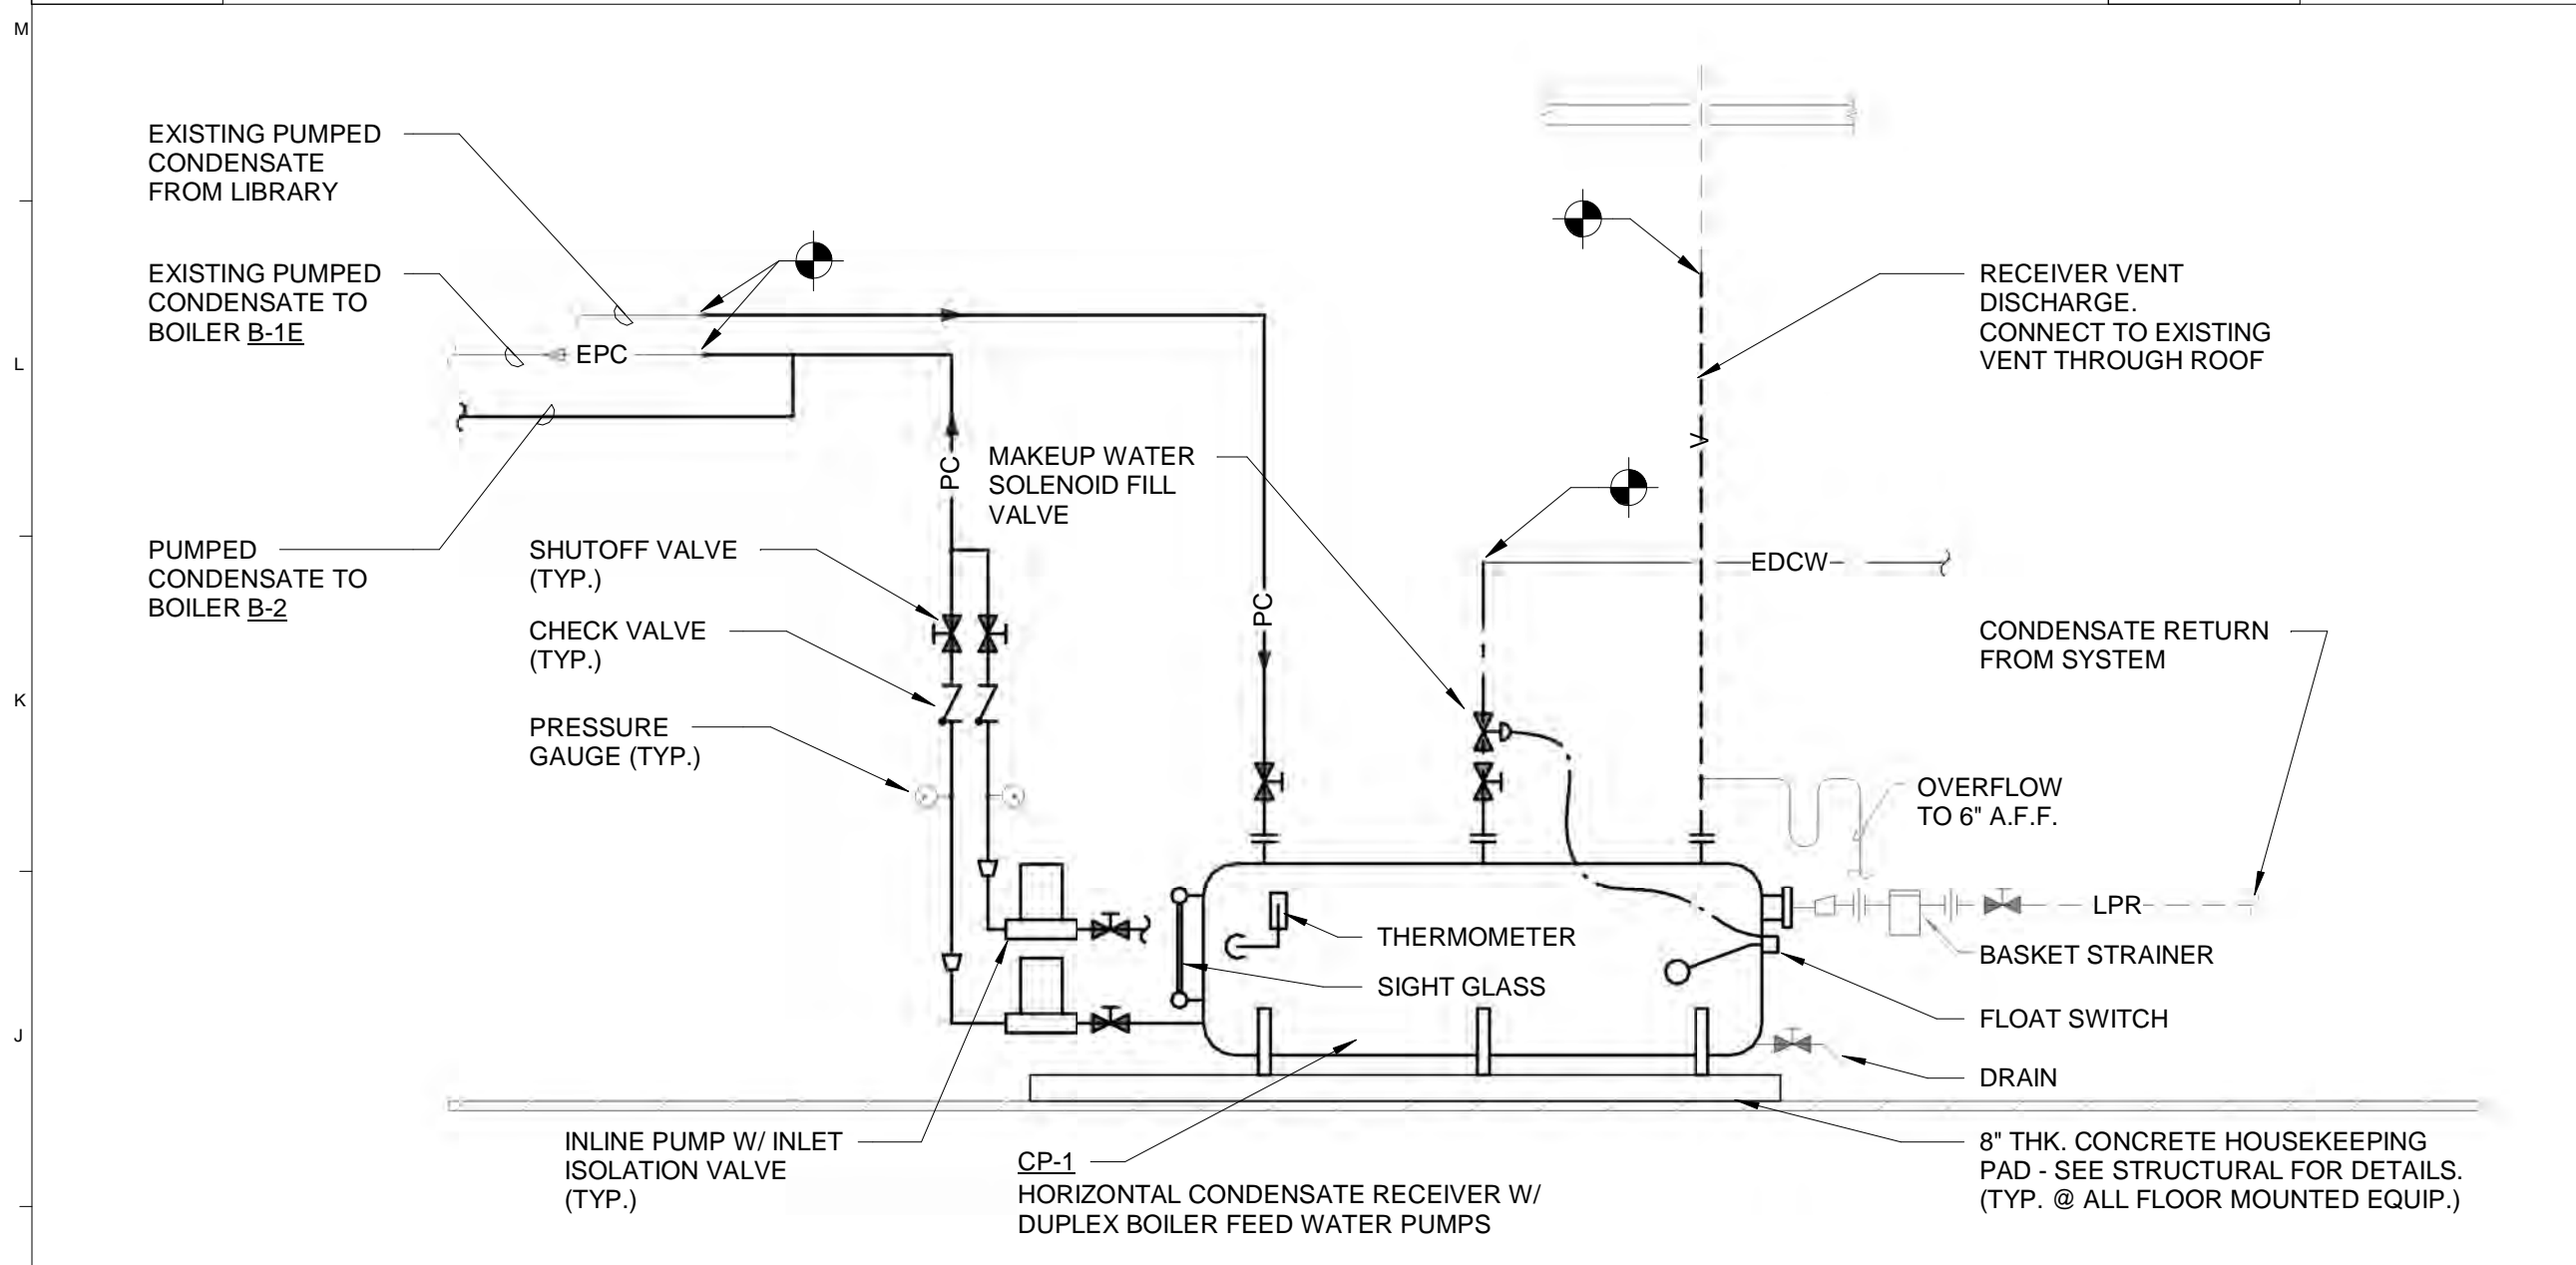 M
EXISTING PUMPED
CONDENSATE
FROM LIBRARY
EXISTING PUMPED
CONDENSATE TO
BOILER B-1E
EPC
RECEIVER VENT
DISCHARGE.
CONNECT TO EXISTING
VENT THROUGH ROOF
L
V
PC
MAKEUP WATER
SOLENOID FILL
VALVE
PUMPED
CONDENSATE TO
BOILER B-2
SHUTOFF VALVE
(TYP.)
EDCW
PC
CHECK VALVE
(TYP.)
CONDENSATE RETURN
FROM SYSTEM
K
PRESSURE
GAUGE (TYP.)
OVERFLOW
TO 6" A.F.F.
LPR
THERMOMETER
BASKET STRAINER
SIGHT GLASS
FLOAT SWITCH
J
DRAIN
INLINE PUMP W/ INLET
ISOLATION VALVE
(TYP.)
CP-1
HORIZONTAL CONDENSATE RECEIVER W/
DUPLEX BOILER FEED WATER PUMPS
8" THK. CONCRETE HOUSEKEEPING
PAD - SEE STRUCTURAL FOR DETAILS.
(TYP. @ ALL FLOOR MOUNTED EQUIP.)